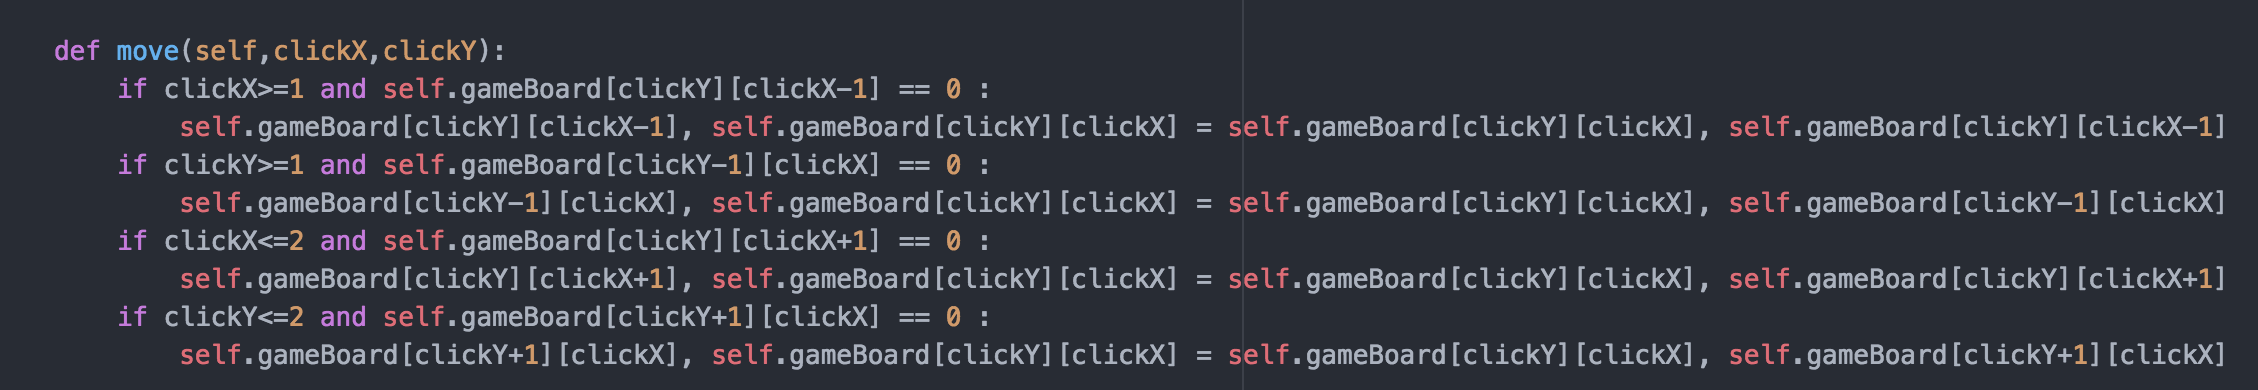 def move(self,clickX,clickY):
    if clickX>=1 and self.gameBoard[clickY][clickX-1] == 0 :
        self.gameBoard[clickY][clickX-1], self.gameBoard[clickY][clickX] = self.gameBoard[clickY][clickX], self.gameBoard[clickY][clickX-1]
    if clickY>=1 and self.gameBoard[clickY-1][clickX] == 0 :
        self.gameBoard[clickY-1][clickX], self.gameBoard[clickY][clickX] = self.gameBoard[clickY][clickX], self.gameBoard[clickY-1][clickX]
    if clickX<=2 and self.gameBoard[clickY][clickX+1] == 0 :
        self.gameBoard[clickY][clickX+1], self.gameBoard[clickY][clickX] = self.gameBoard[clickY][clickX], self.gameBoard[clickY][clickX+1]
    if clickY<=2 and self.gameBoard[clickY+1][clickX] == 0 :
        self.gameBoard[clickY+1][clickX], self.gameBoard[clickY][clickX] = self.gameBoard[clickY][clickX], self.gameBoard[clickY+1][clickX]